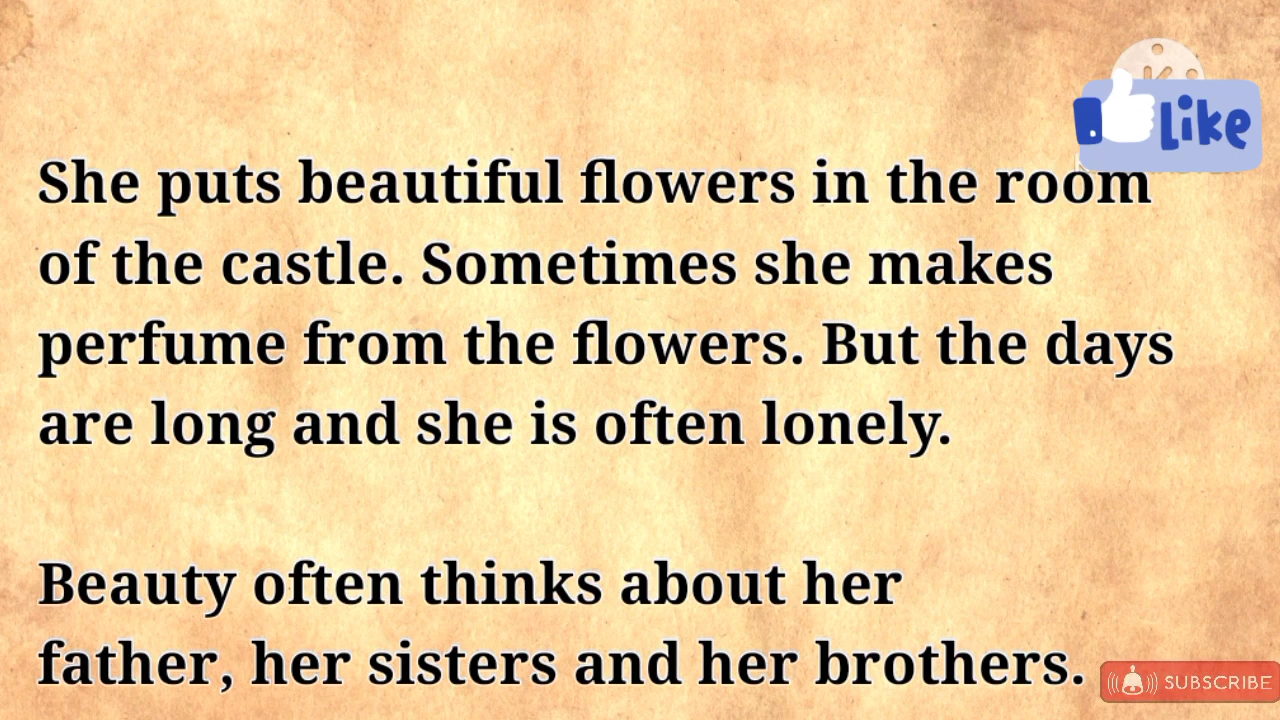 Like
She puts beautiful flowers in the room
of the castle. Sometimes she makes
perfume from the flowers. But the days
are long and she is often lonely.
Beauty often thinks about her
father, her sisters and her brothers.
SUBSCRIBE